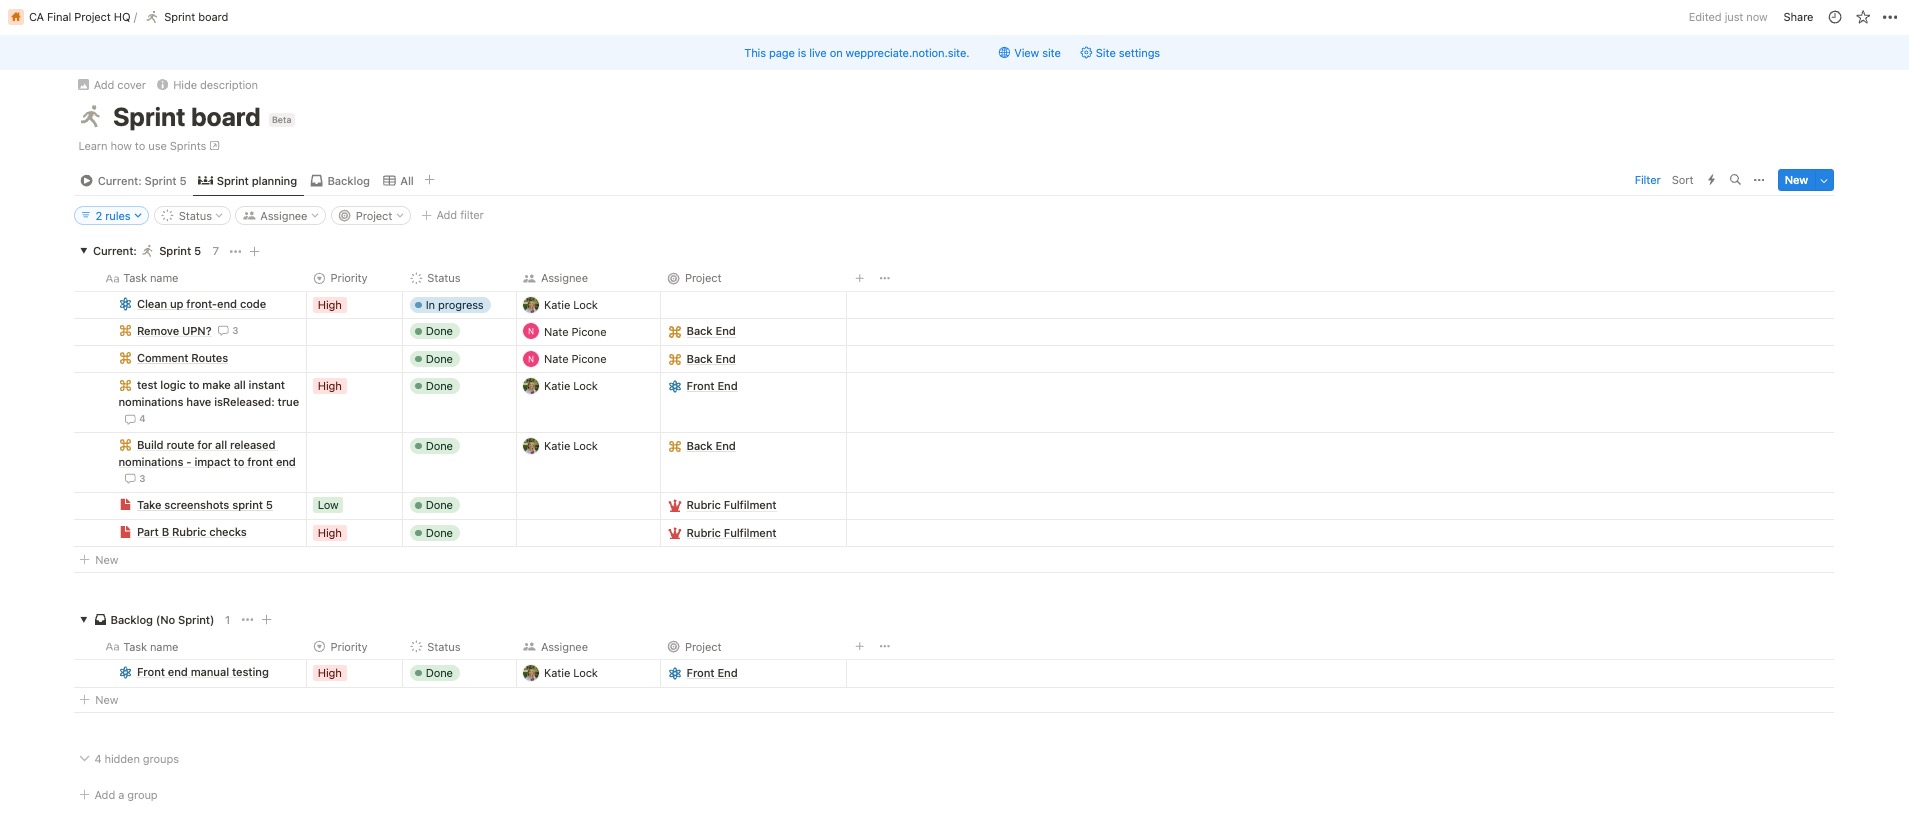 CA Final Project HQ / Sprint board
Edited just now Share
This page is live on weppreciate.notion.site. View site Site settings
Add cover Hide description
Sprint board Beta
Learn how to use Sprints
Current: Sprint 5 Sprint planning Backlog All
Filter Sort New
2 rules Status Assignee Project Add filter
Current: Sprint 5 7
Aa Task name Priority Status Assignee Project
Clean up front-end code High In progress Katie Lock
Remove UPN? 3 Done N Nate Picone Back End
Comment Routes Done N Nate Picone Back End
test logic to make all instant High Done Katie Lock Front End
nominations have isReleased: true
4
Build route for all released Done Katie Lock Back End
nominations - impact to front end
3
Take screenshots sprint 5 Low Done Rubric Fulfilment
Part B Rubric checks High Done Rubric Fulfilment
New
Backlog (No Sprint) 1
Aa Task name Priority Status Assignee Project
Front end manual testing High Done Katie Lock Front End
New
4 hidden groups
Add a group